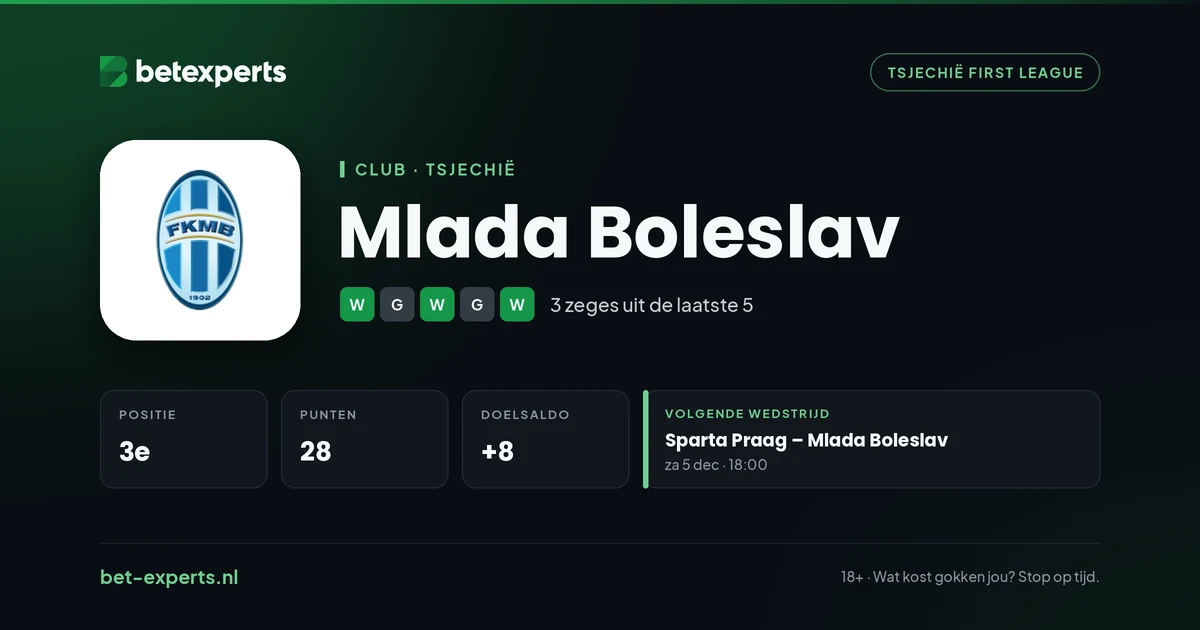 betexperts
TSJECHIË FIRST LEAGUE
FKMB
1902
CLUB · TSJECHIË
Mlada Boleslav
W G W G W 3 zeges uit de laatste 5
POSITIE
3e
PUNTEN
28
DOELSALDO
+8
VOLGENDE WEDSTRIJD
Sparta Praag – Mlada Boleslav
za 5 dec · 18:00
bet-experts.nl
18+ · Wat kost gokken jou? Stop op tijd.